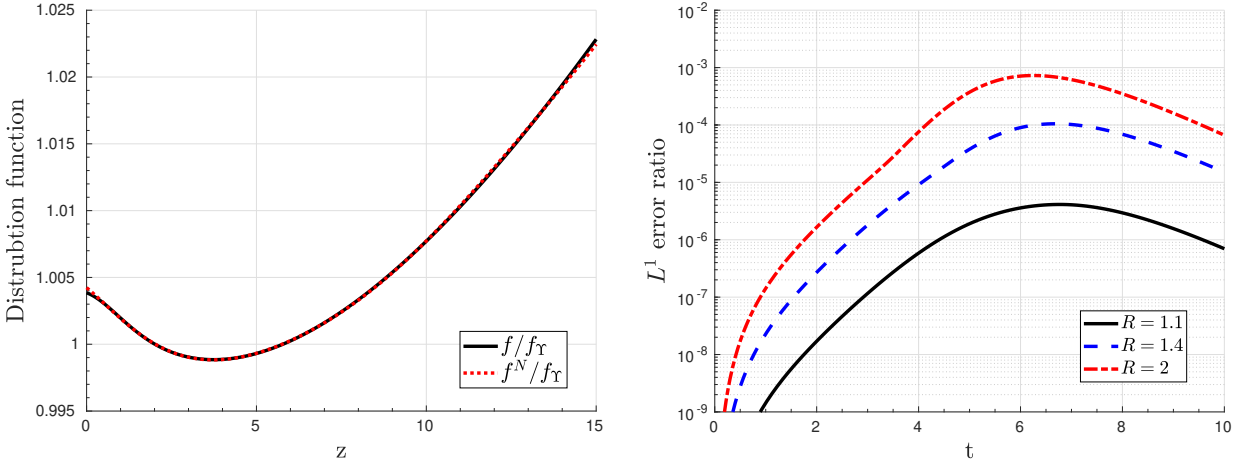 1.025
1.02
1.015
1.01
1.005
1
0.995
Distrubtion function
0
5
10
15
z
f/f_Υ
f^N/f_Υ
10^-2
10^-3
10^-4
10^-5
10^-6
10^-7
10^-8
10^-9
L^1 error ratio
0
2
4
6
8
10
t
R = 1.1
R = 1.4
R = 2